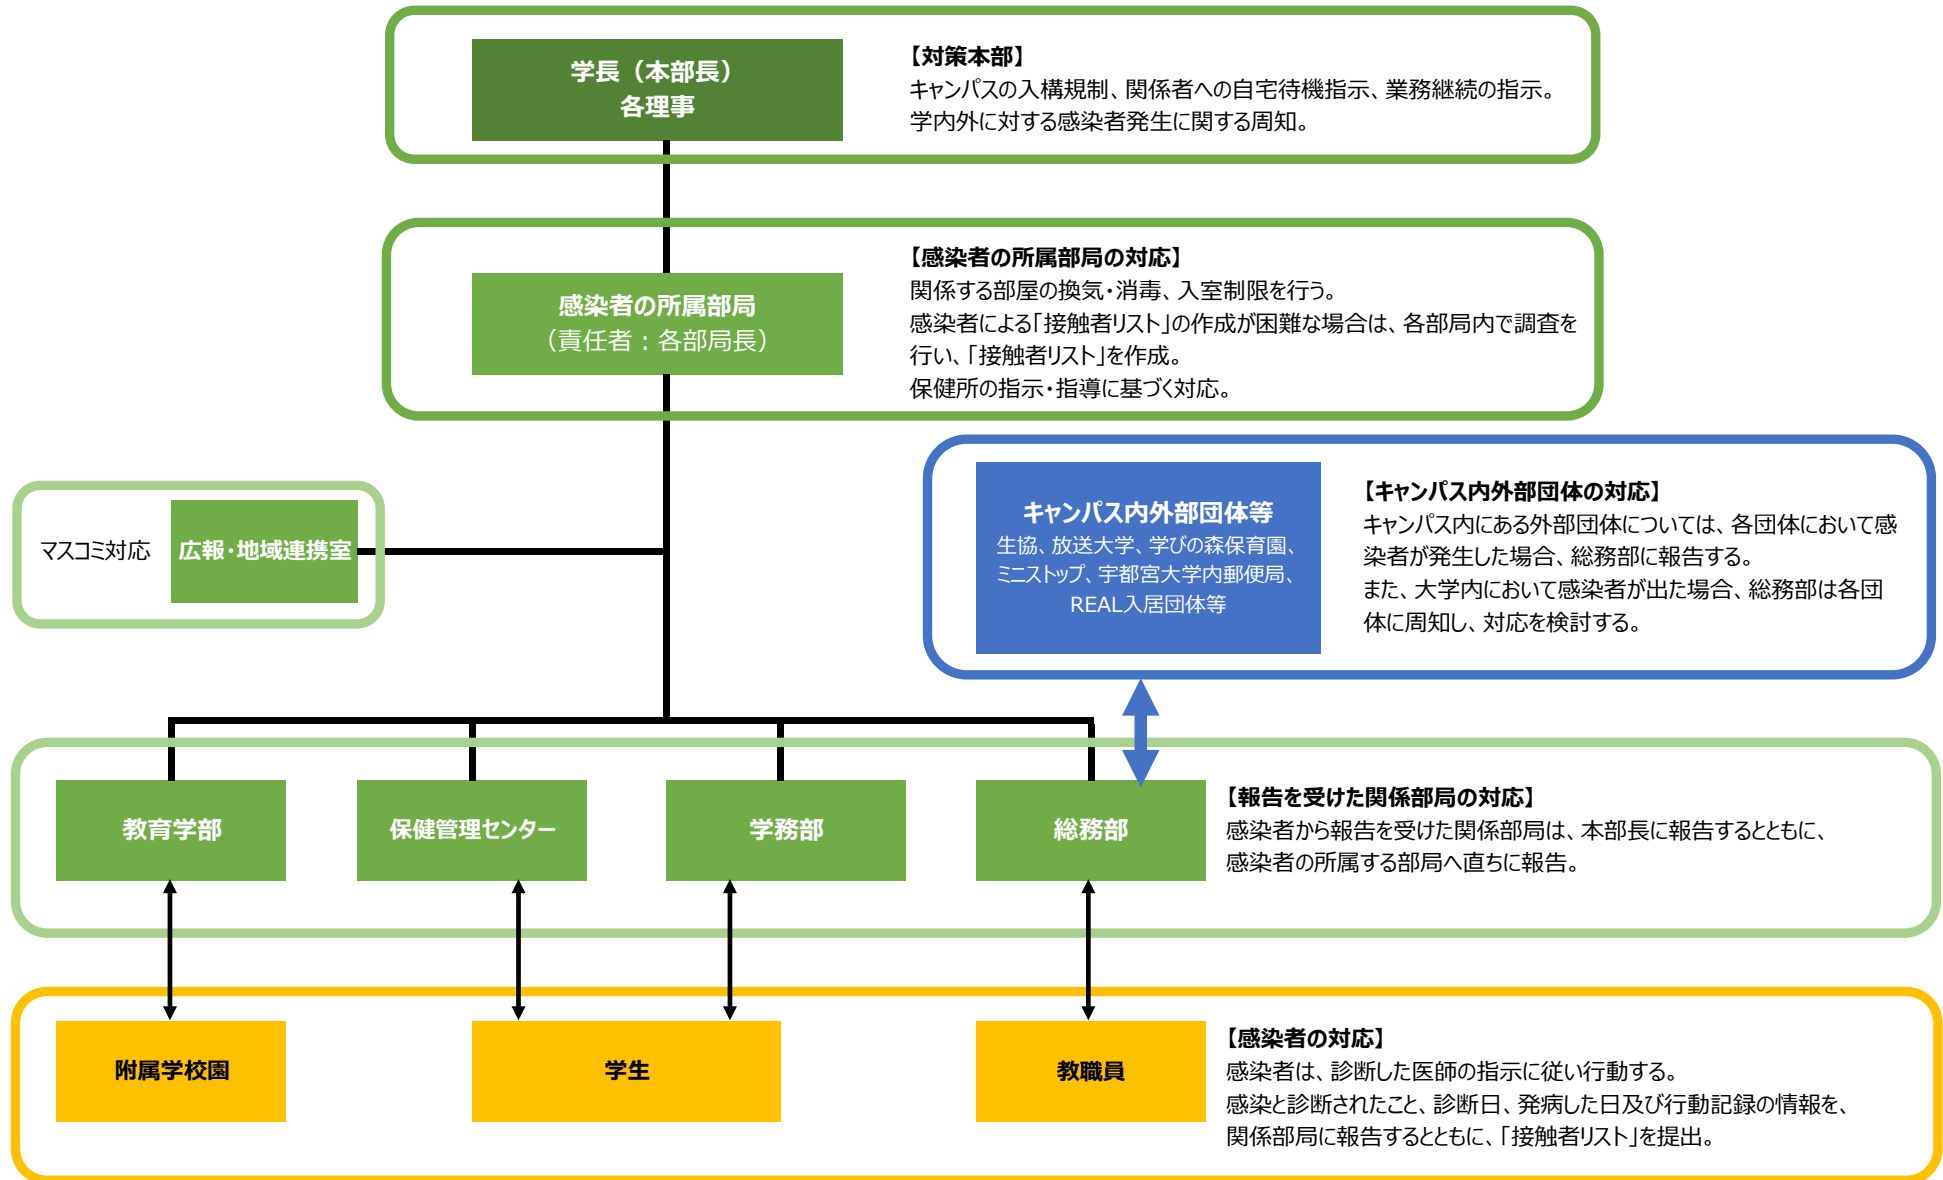 学長（本部長）
各理事
【対策本部】
キャンパスの入構規制、関係者への自宅待機指示、業務継続の指示。
学内外に対する感染者発生に関する周知。
感染者の所属部局
（責任者：各部局長）
【感染者の所属部局の対応】
関係する部屋の換気・消毒、入室制限を行う。
感染者による「接触者リスト」の作成が困難な場合は、各部局内で調査を
行い、「接触者リスト」を作成。
保健所の指示・指導に基づく対応。
マスコミ対応
広報・地域連携室
キャンパス内外部団体等
生協、放送大学、学びの森保育園、
ミニストップ、宇都宮大学内郵便局、
REAL入居団体等
【キャンパス内外部団体の対応】
キャンパス内にある外部団体については、各団体において感
染者が発生した場合、総務部に報告する。
また、大学内において感染者が出た場合、総務部は各団
体に周知し、対応を検討する。
教育学部
保健管理センター
学務部
総務部
【報告を受けた関係部局の対応】
感染者から報告を受けた関係部局は、本部長に報告するとともに、
感染者の所属する部局へ直ちに報告。
附属学校園
学生
教職員
【感染者の対応】
感染者は、診断した医師の指示に従い行動する。
感染と診断されたこと、診断日、発病した日及び行動記録の情報を、
関係部局に報告するとともに、「接触者リスト」を提出。